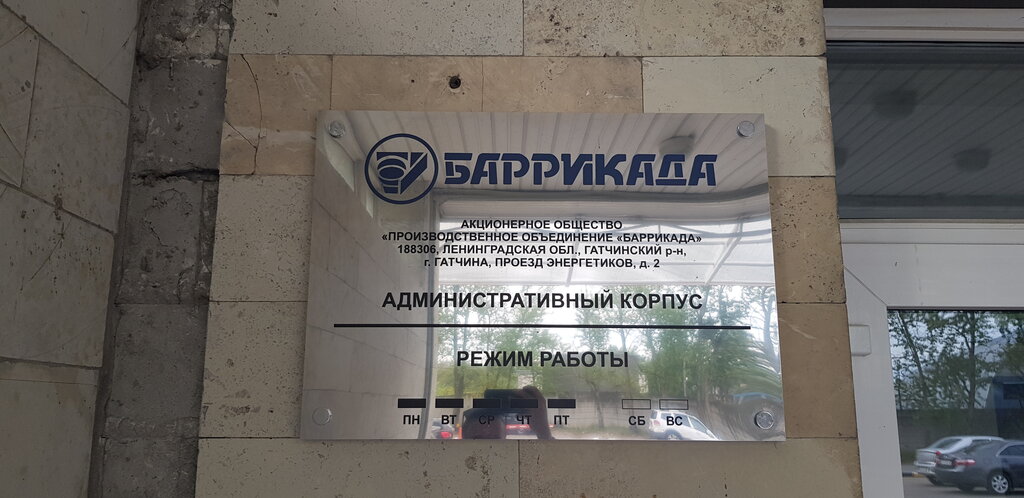 БАРРИКАДА
АКЦИОНЕРНОЕ ОБЩЕСТВО
«ПРОИЗВОДСТВЕННОЕ ОБЪЕДИНЕНИЕ «БАРРИКАДА»
188306, ЛЕНИНГРАДСКАЯ ОБЛ., ГАТЧИНСКИЙ р-н,
г. ГАТЧИНА, ПРОЕЗД ЭНЕРГЕТИКОВ, д. 2
АДМИНИСТРАТИВНЫЙ КОРПУС
РЕЖИМ РАБОТЫ
ПН ВТ СР ЧТ ПТ СБ ВС